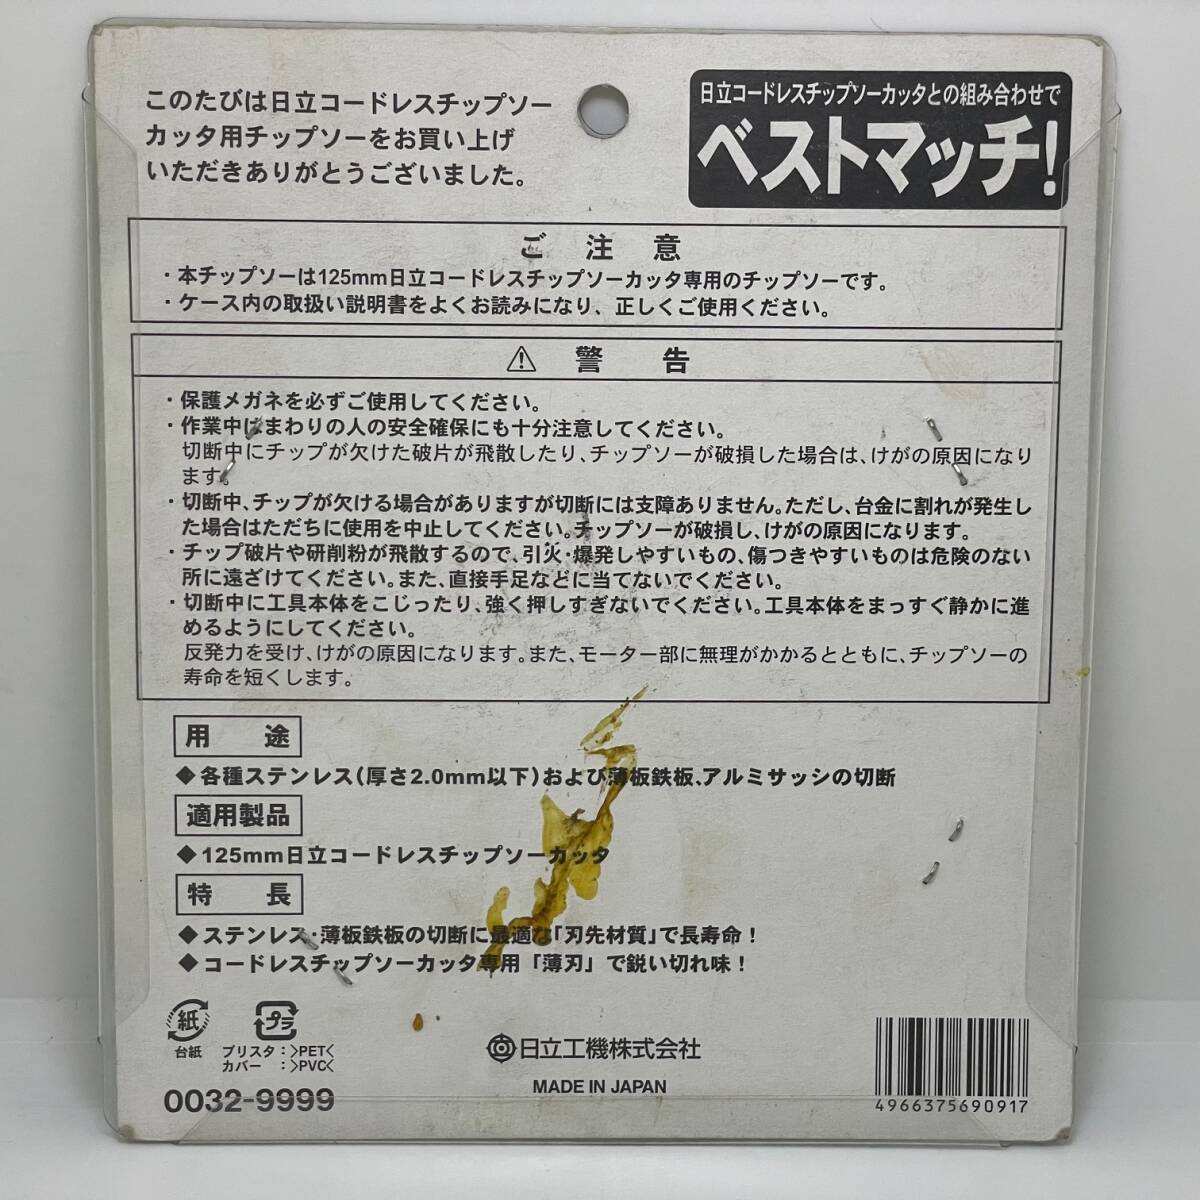 このたびは日立コードレスチップソー
カッタ用チップソーをお買い上げ
いただきありがとうございました。
日立コードレスチップソーカッタとの組み合わせで
ベストマッチ!
ご注意
・本チップソーは125mm日立コードレスチップソーカッタ専用のチップソーです。
・ケース内の取扱い説明書をよくお読みになり、正しくご使用ください。
⚠ 警告
・保護メガネを必ずご使用してください。
・作業中はまわりの人の安全確保にも十分注意してください。
切断中にチップが欠けた破片が飛散したり、チップソーが破損した場合は、けがの原因になり
ます。
・切断中、チップが欠ける場合がありますが切断には支障ありません。ただし、台金に割れが発生し
た場合はただちに使用を中止してください。チップソーが破損し、けがの原因になります。
・チップ破片や研削粉が飛散するので、引火・爆発しやすいもの、傷つきやすいものは危険のない
所に遠ざけてください。また、直接手足などに当てないでください。
・切断中に工具本体をこじったり、強く押しすぎないでください。工具本体をまっすぐ静かに進
めるようにしてください。
反発力を受け、けがの原因になります。また、モーター部に無理がかかるとともに、チップソーの
寿命を短くします。
用途
◆各種ステンレス(厚さ2.0mm以下)および薄板鉄板、アルミサッシの切断
適用製品
◆125mm日立コードレスチップソーカッタ
特長
◆ステンレス・薄板鉄板の切断に最適な「刃先材質」で長寿命!
◆コードレスチップソーカッタ専用「薄刃」で鋭い切れ味!
紙
台紙
プラ
ブリスタ:>PET<
カバー:>PVC<
0032-9999
日立工機株式会社
MADE IN JAPAN
4966375690917